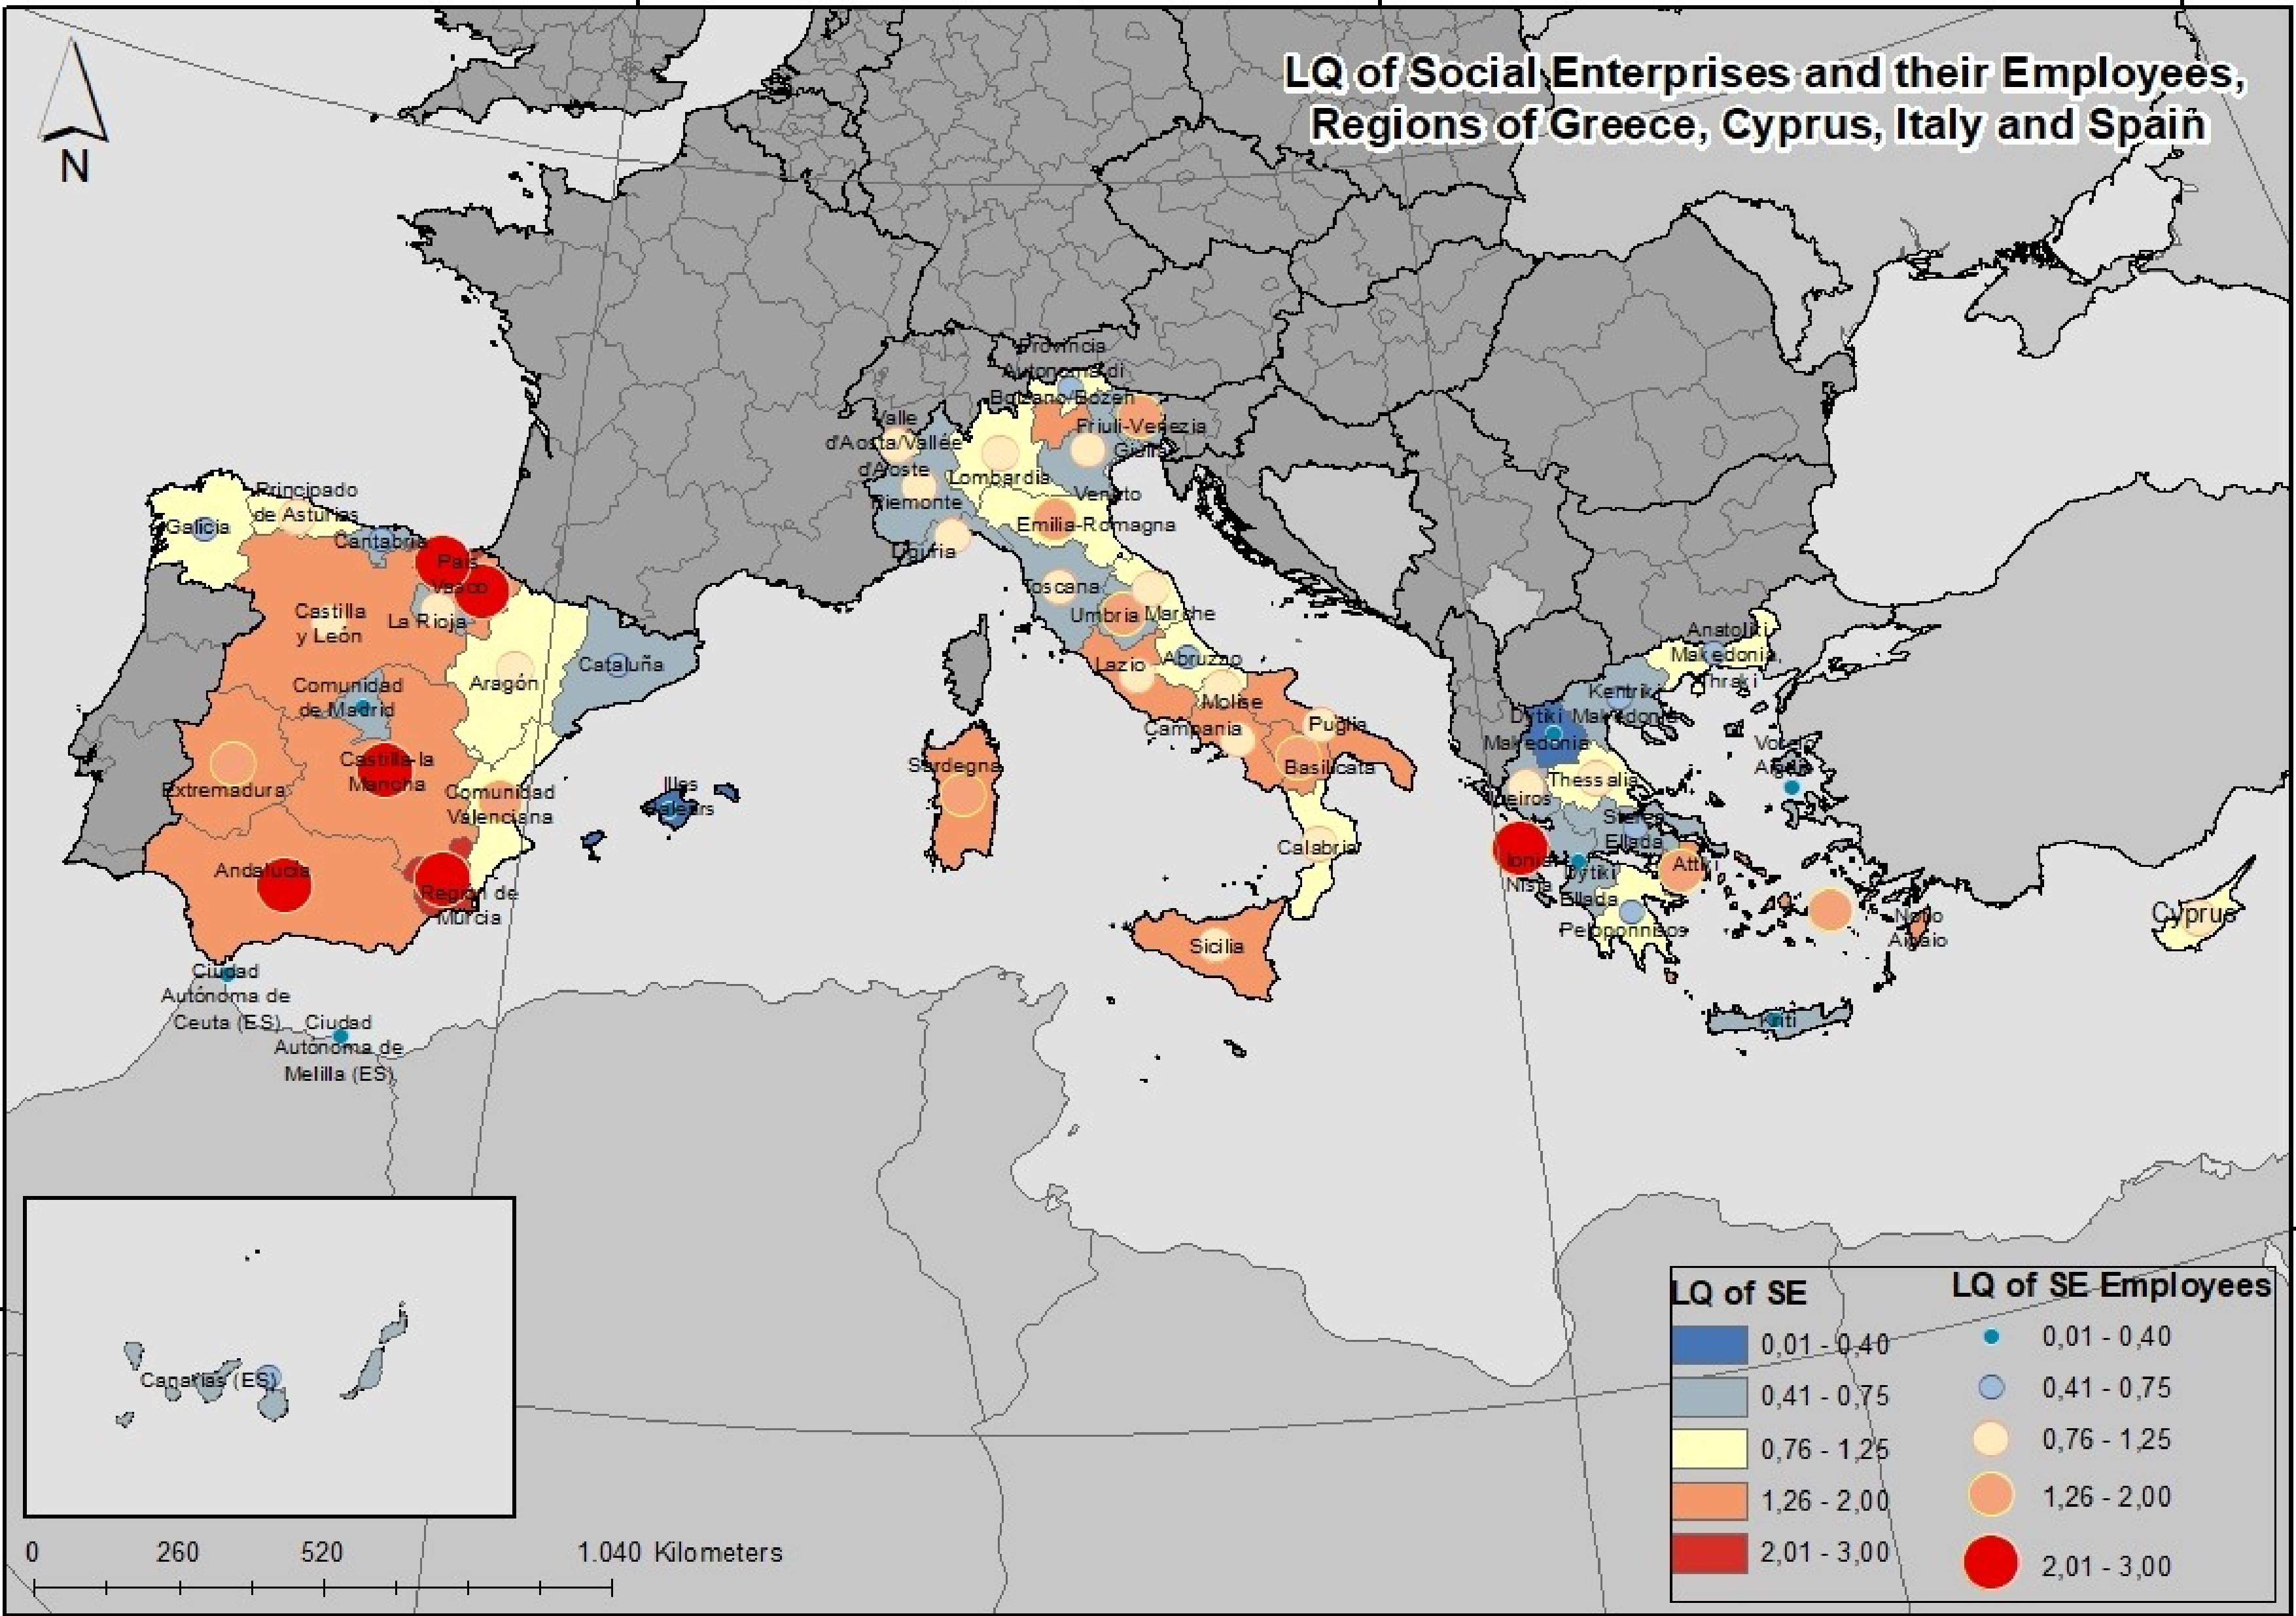 LQ of Social Enterprises and their Employees,
Regions of Greece, Cyprus, Italy and Spain
N
Provincia
Autonoma di
Bolzano/Bozen
Valle
d'Aosta/Vallée
d'Aoste
Friuli-Venezia
Giulia
Lombardia
Veneto
Piemonte
Emilia-Romagna
Liguria
Toscana
Umbria
Marche
Lazio
Abruzzo
Molise
Campania
Puglia
Basilicata
Sardegna
Calabria
Sicilia
Principado
de Asturias
Galicia
Cantabria
País
Vasco
Castilla
y León
La Rioja
Cataluña
Aragón
Comunidad
de Madrid
Castilla-la
Mancha
Extremadura
Comunidad
Valenciana
Illes
Balears
Andalucía
Región de
Murcia
Ciudad
Autónoma de
Ceuta (ES)
Ciudad
Autónoma de
Melilla (ES)
Canarias (ES)
Anatoliki
Makedonia,
Thraki
Kentriki
Makedonia
Dytiki
Makedonia
Thessalia
Ipeiros
Voreio
Aigaio
Sterea
Ellada
Ionia
Nisia
Dytiki
Ellada
Attiki
Peloponnisos
Notio
Aigaio
Kriti
Cyprus
0 260 520 1.040 Kilometers
LQ of SE
0,01 - 0,40
0,41 - 0,75
0,76 - 1,25
1,26 - 2,00
2,01 - 3,00
LQ of SE Employees
0,01 - 0,40
0,41 - 0,75
0,76 - 1,25
1,26 - 2,00
2,01 - 3,00